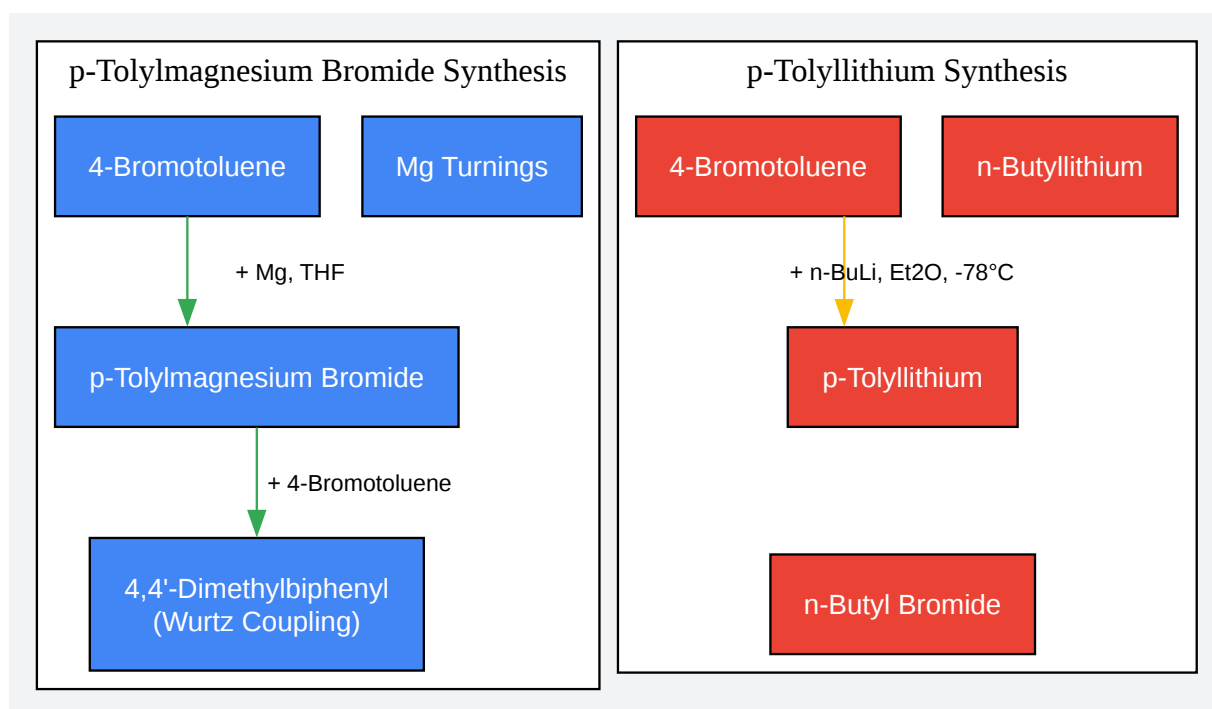 p-Tolylmagnesium Bromide Synthesis
4-Bromotoluene
Mg Turnings
+ Mg, THF
p-Tolylmagnesium Bromide
+ 4-Bromotoluene
4,4'-Dimethylbiphenyl
(Wurtz Coupling)
p-Tolyllithium Synthesis
4-Bromotoluene
n-Butyllithium
+ n-BuLi, Et2O, -78°C
p-Tolyllithium
n-Butyl Bromide